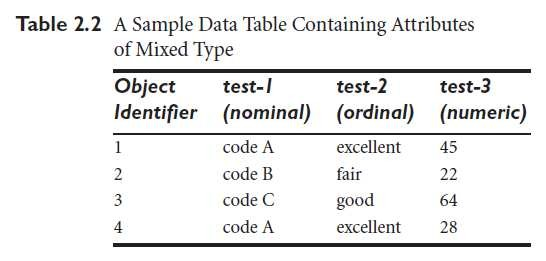 Table 2.2 A Sample Data Table Containing Attributes
of Mixed Type
Object test-1 test-2 test-3
Identifier (nominal) (ordinal) (numeric)
1 code A excellent 45
2 code B fair 22
3 code C good 64
4 code A excellent 28